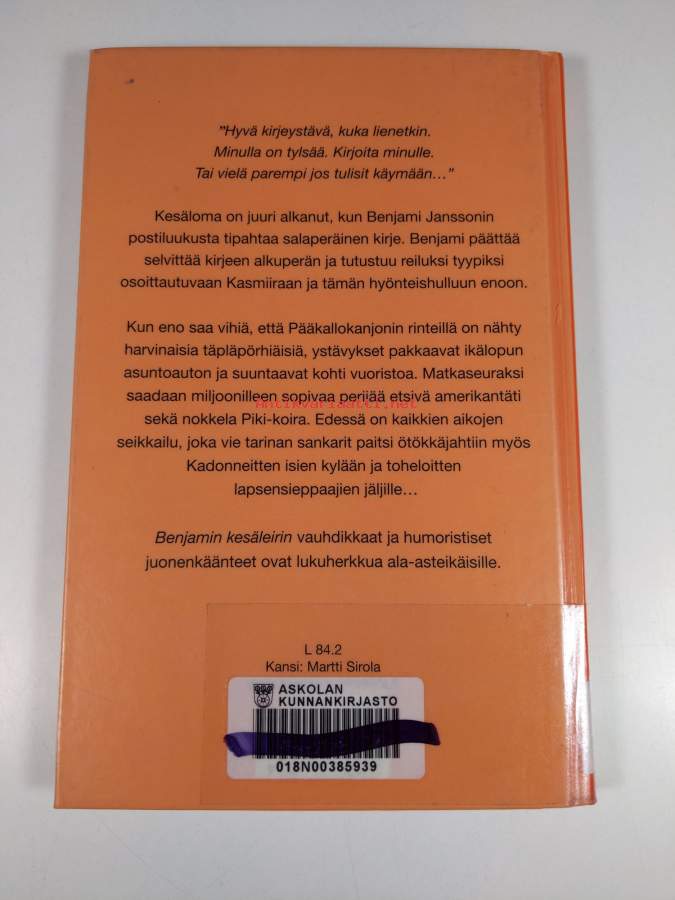 ”Hyvä kirjeystävä, kuka lienetkin.
Minulla on tylsää. Kirjoita minulle.
Tai vielä parempi jos tulisit käymään…”
Kesäloma on juuri alkanut, kun Benjami Janssonin
postiluukusta tipahtaa salaperäinen kirje. Benjami päättää
selvittää kirjeen alkuperän ja tutustuu reiluksi tyypiksi
osoittautuvaan Kasmiiraan ja tämän hyönteishulluun enoon.
Kun eno saa vihiä, että Pääkallokanjonin rinteillä on nähty
harvinaisia täpläpörhiäisiä, ystävykset pakkaavat ikälopun
asuntoauton ja suuntaavat kohti vuoristoa. Matkaseuraksi
saadaan miljoonilleen sopivaa perijää etsivä amerikantäti
Antikvariaatti.net
sekä nokkela Piki-koira. Edessä on kaikkien aikojen
seikkailu, joka vie tarinan sankarit paitsi ötökkäjahtiin myös
Kadonneitten isien kylään ja toheloitten
lapsensieppaajien jäljille…
Benjamin kesäleirin vauhdikkaat ja humoristiset
juonenkäänteet ovat lukuherkkua ala-asteikäisille.
L 84.2
Kansi: Martti Sirola
ASKOLAN
KUNNANKIRJASTO
018N00385939